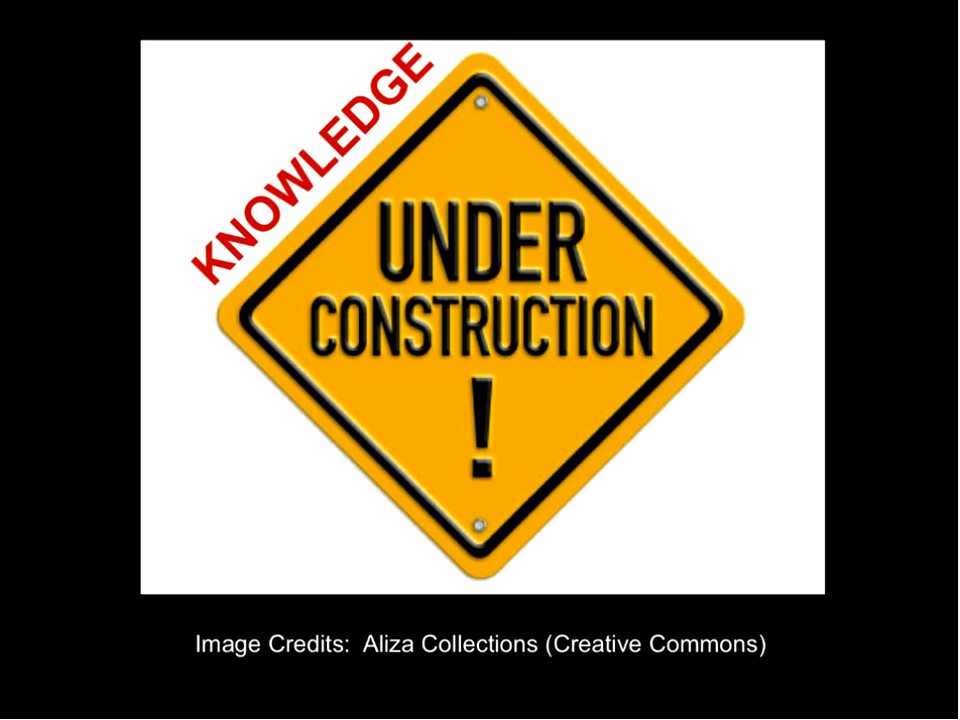 KNOWLEDGE
UNDER
CONSTRUCTION
!
Image Credits:  Aliza Collections (Creative Commons)